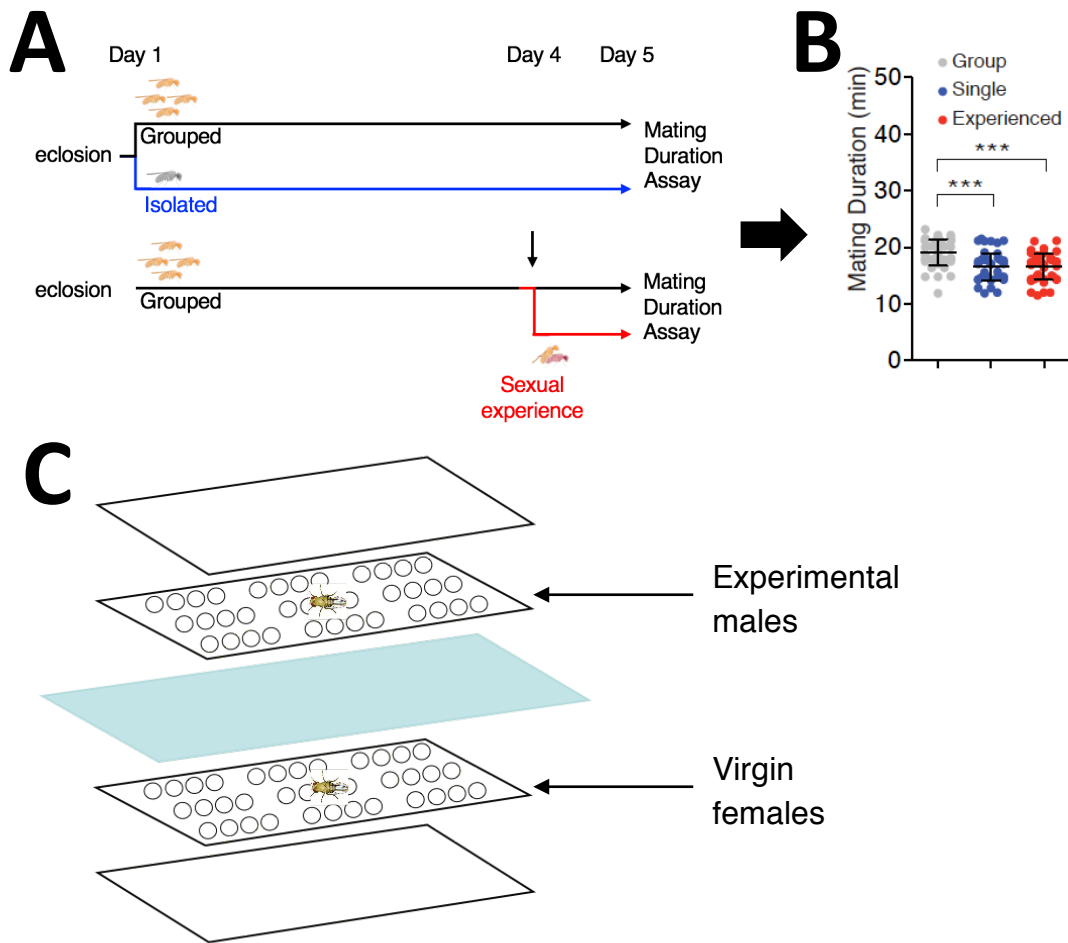 A
Day 1
Day 4
Day 5
Grouped
eclosion
Isolated
Mating
Duration
Assay
eclosion
Grouped
Mating
Duration
Assay
Sexual
experience
B
Group
Single
Experienced
Mating Duration (min)
50
40
30
20
10
0
***
***
C
Experimental
males
Virgin
females